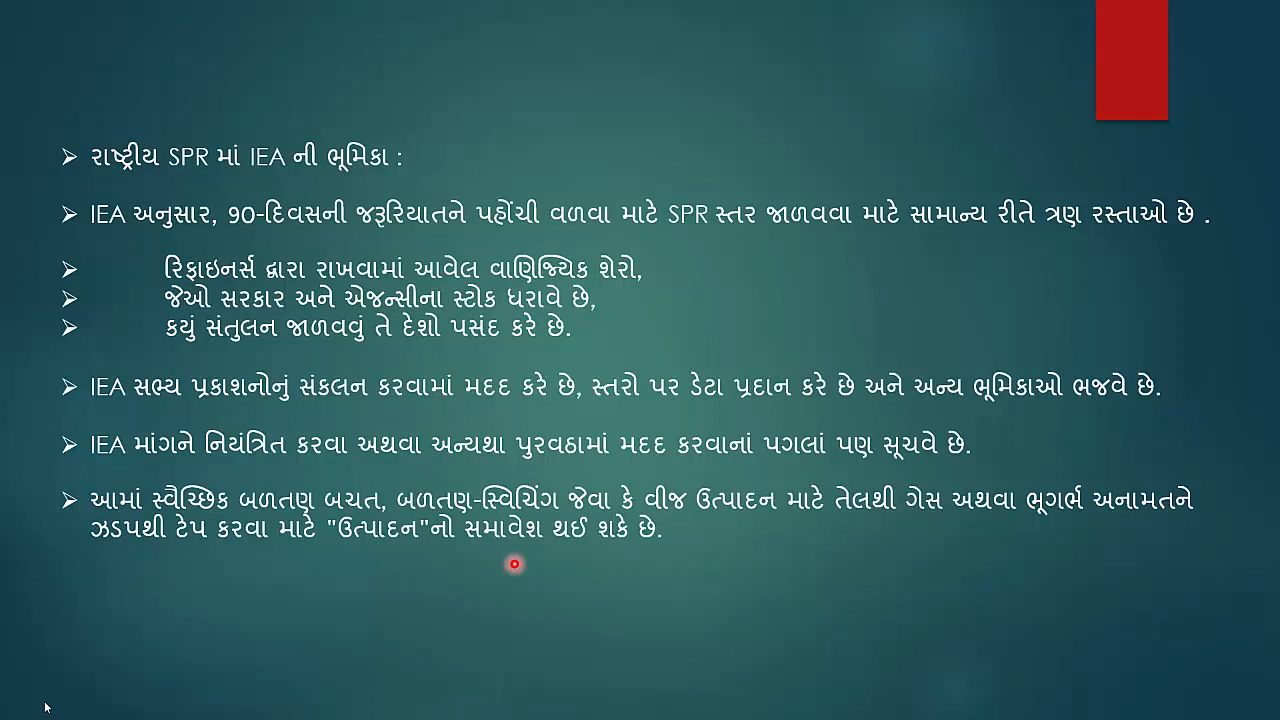 ➢ રાષ્ટ્રીય SPR માં IEA ની ભૂમિકા :
➢ IEA અનુસાર, 90-દિવસની જરૂરિયાતને પહોંચી વળવા માટે SPR સ્તર જાળવવા માટે સામાન્ય રીતે ત્રણ રસ્તાઓ છે .
➢ રિફાઇનર્સ દ્વારા રાખવામાં આવેલ વાણિજ્યિક શેરો,
➢ જેઓ સરકાર અને એજન્સીના સ્ટોક ધરાવે છે,
➢ કયું સંતુલન જાળવવું તે દેશો પસંદ કરે છે.
➢ IEA સભ્ય પ્રકાશનોનું સંકલન કરવામાં મદદ કરે છે, સ્તરો પર ડેટા પ્રદાન કરે છે અને અન્ય ભૂમિકાઓ ભજવે છે.
➢ IEA માંગને નિયંત્રિત કરવા અથવા અન્યથા પુરવઠામાં મદદ કરવાનાં પગલાં પણ સૂચવે છે.
➢ આમાં સ્વૈચ્છિક બળતણ બચત, બળતણ-સ્વિચિંગ જેવા કે વીજ ઉત્પાદન માટે તેલથી ગેસ અથવા ભૂગર્ભ અનામતને
ઝડપથી ટેપ કરવા માટે "ઉત્પાદન"નો સમાવેશ થઈ શકે છે.